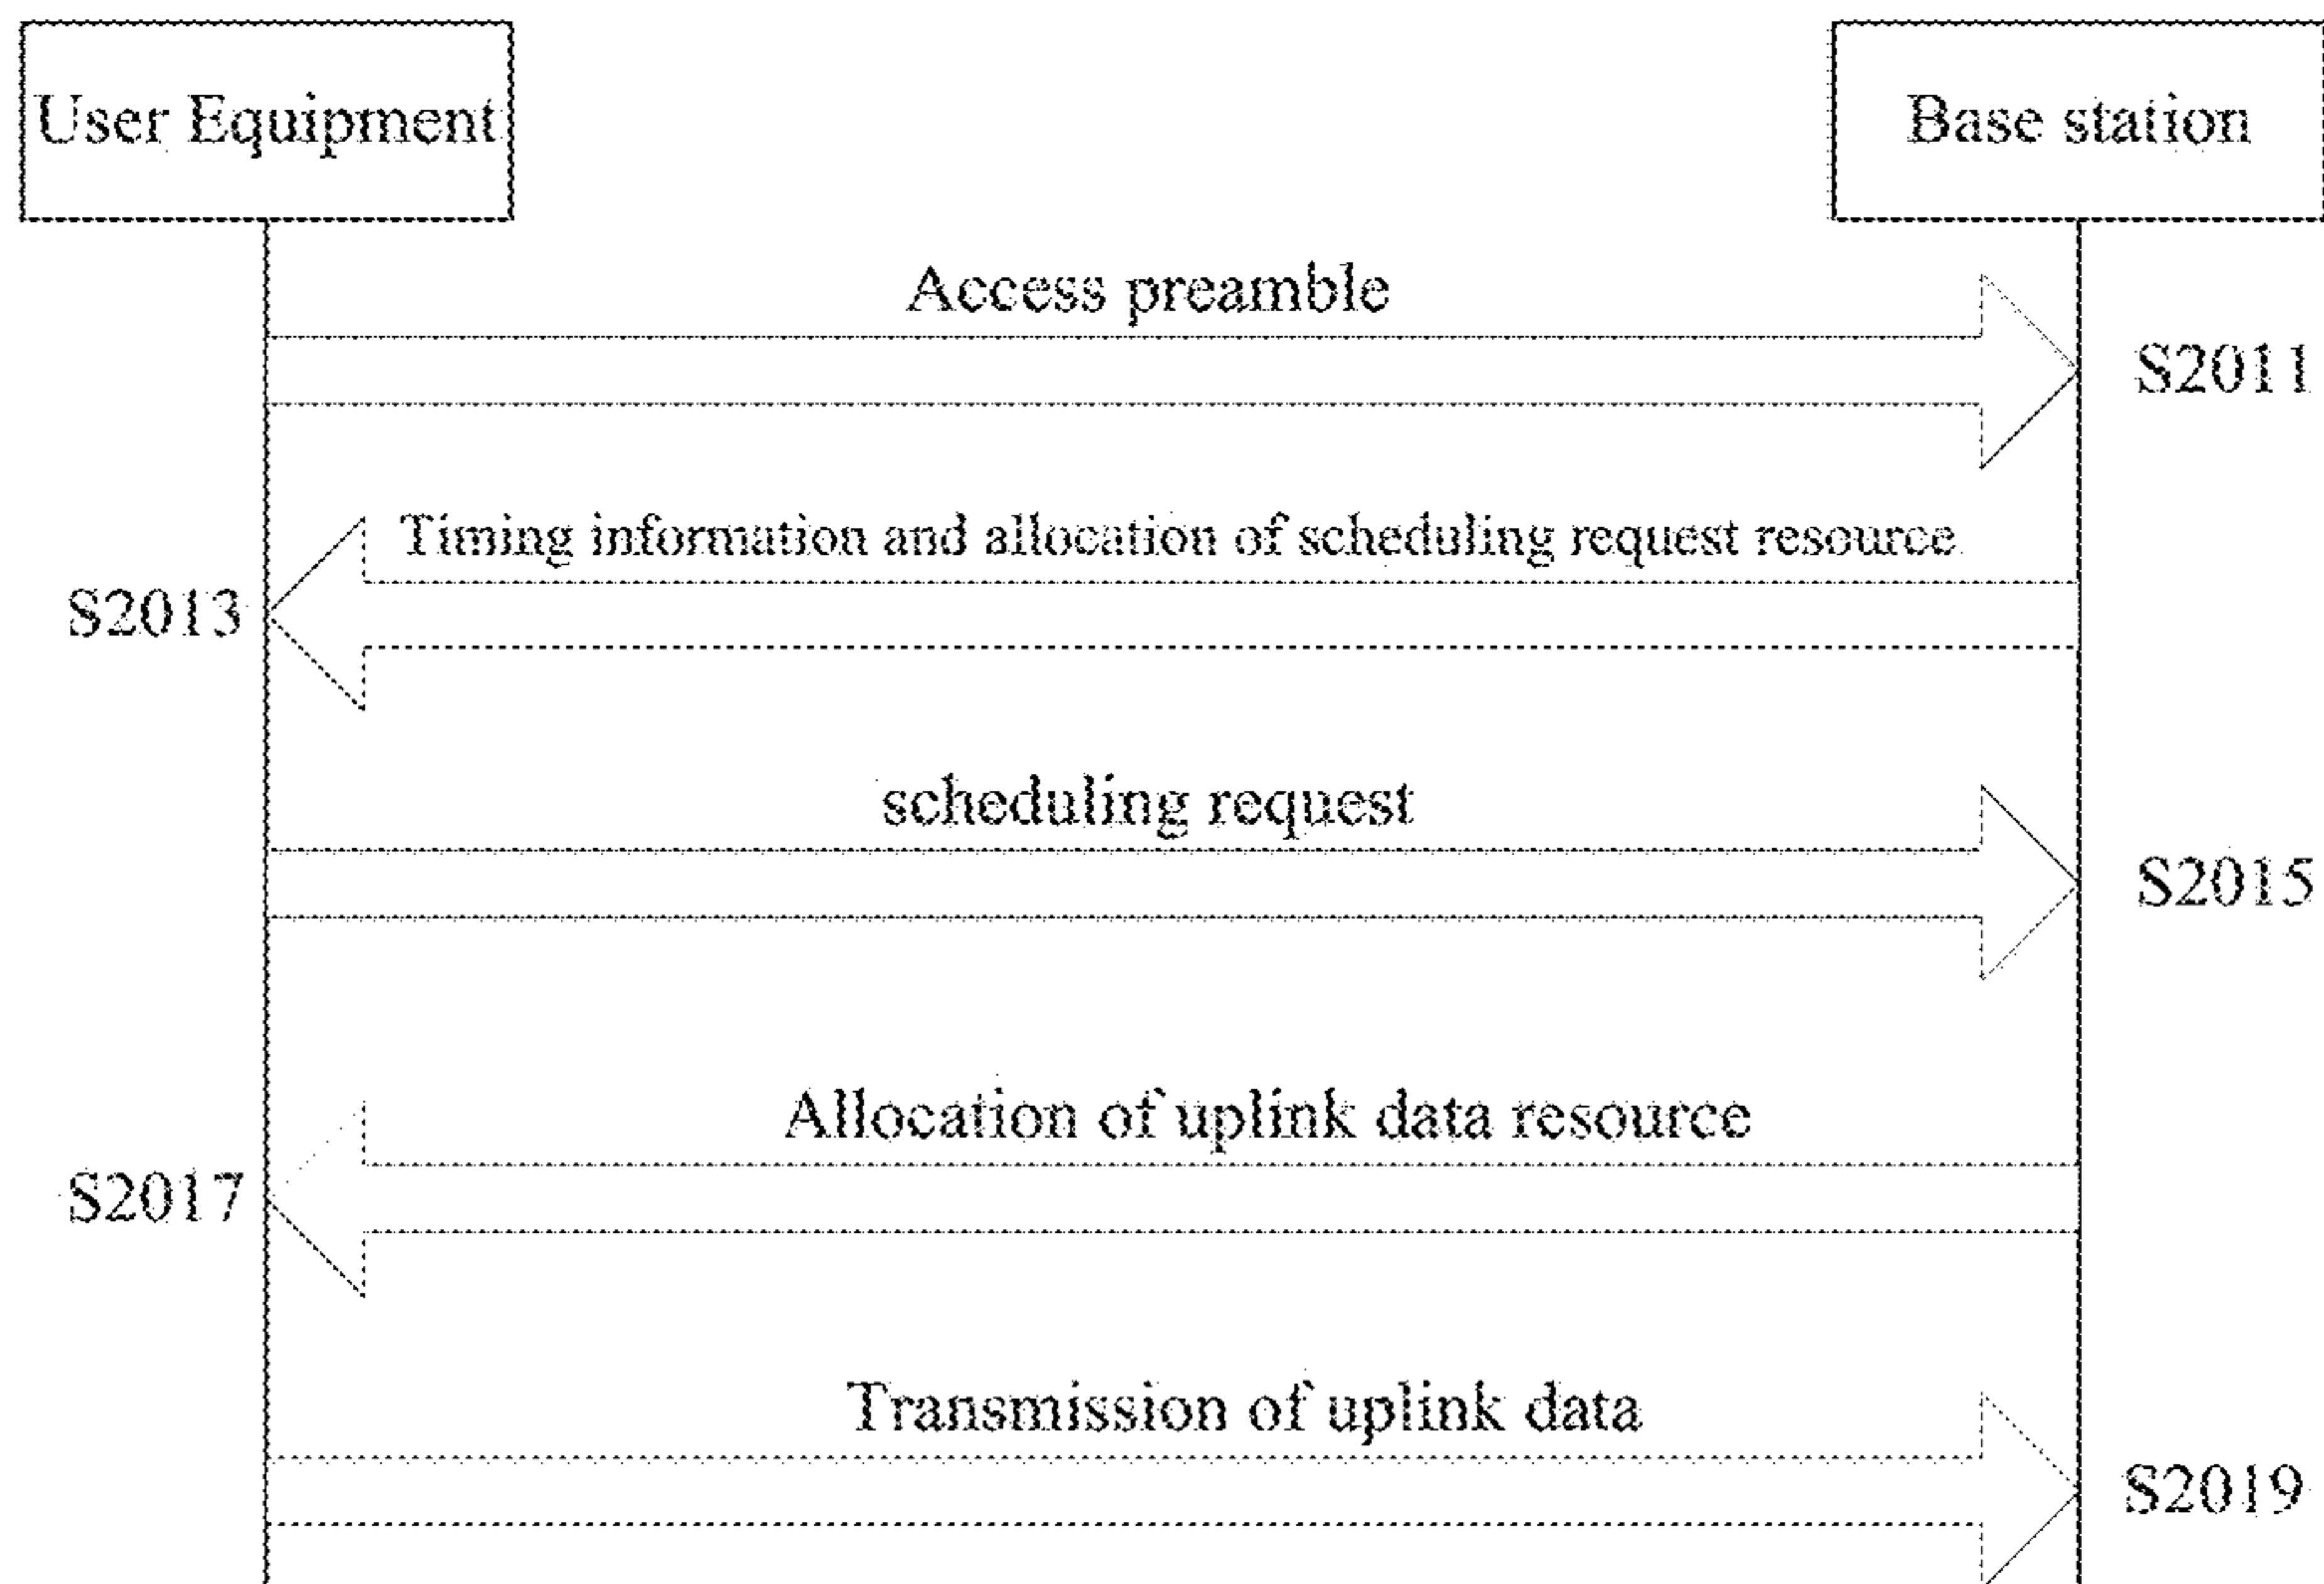 User Equipment
Base station
Access preamble
S2011
Timing information and allocation of scheduling request resource
S2013
scheduling request
S2015
Allocation of uplink data resource
S2017
Transmission of uplink data
S2019